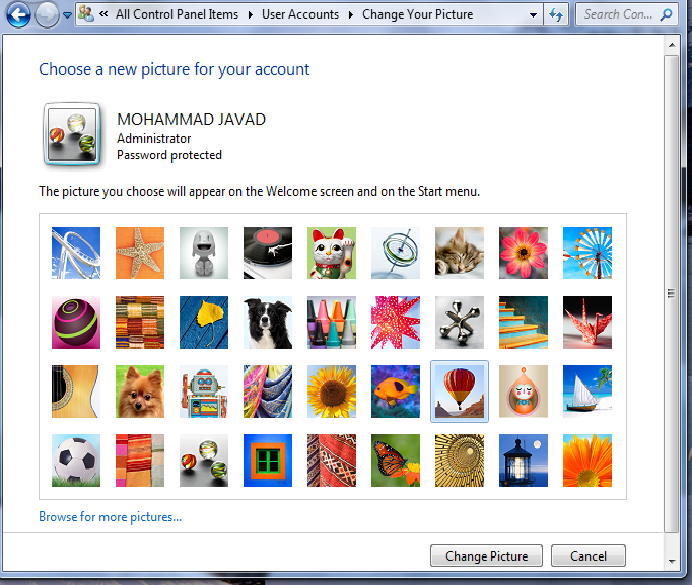 « All Control Panel Items ▸ User Accounts ▸ Change Your Picture
Search Con...
Choose a new picture for your account
MOHAMMAD JAVAD
Administrator
Password protected
The picture you choose will appear on the Welcome screen and on the Start menu.
Browse for more pictures...
Change Picture
Cancel